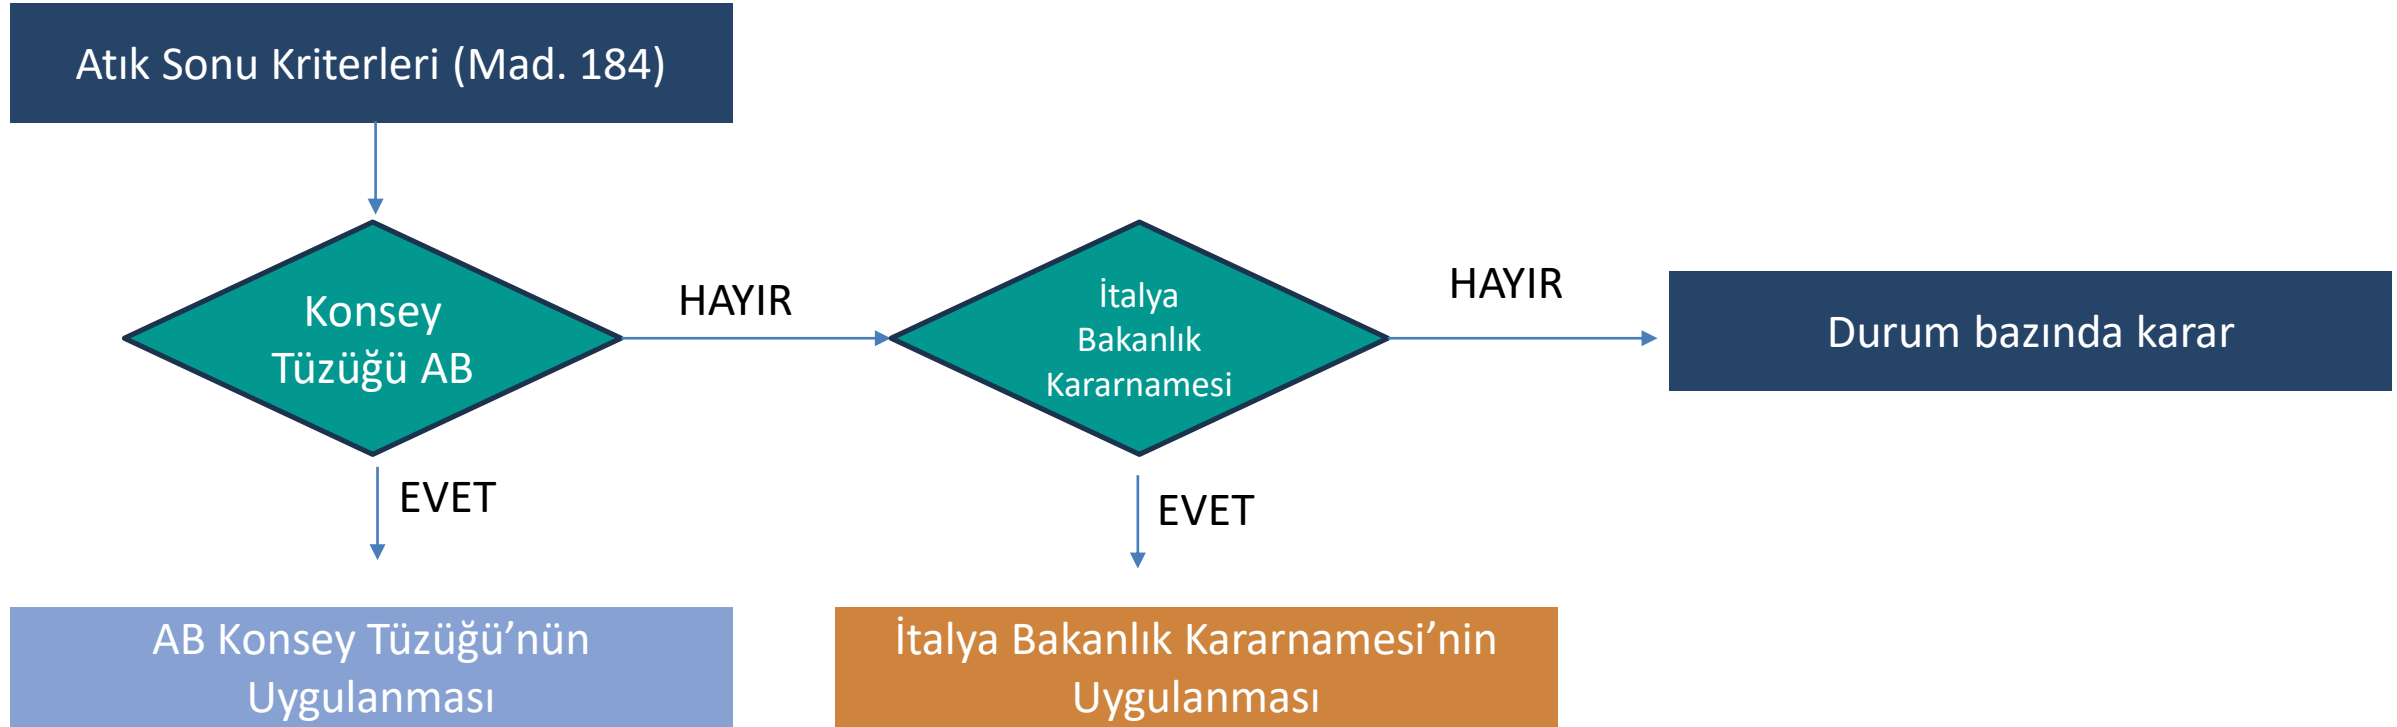 Atık Sonu Kriterleri (Mad. 184)
Konsey
Tüzüğü AB
HAYIR
İtalya
Bakanlık
Kararnamesi
HAYIR
Durum bazında karar
EVET
EVET
AB Konsey Tüzüğü’nün
Uygulanması
İtalya Bakanlık Kararnamesi’nin
Uygulanması